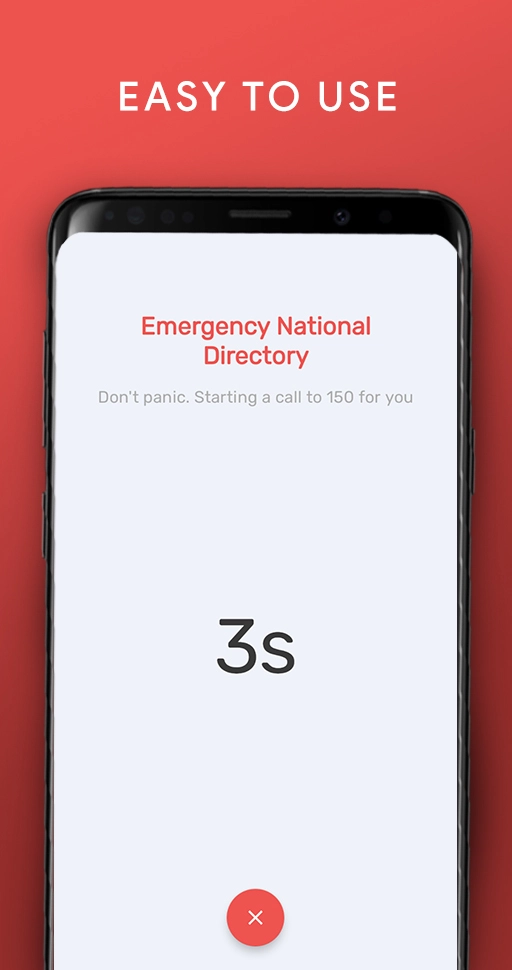 EASY TO USE
Emergency National
Directory
Don't panic. Starting a call to 150 for you
3s